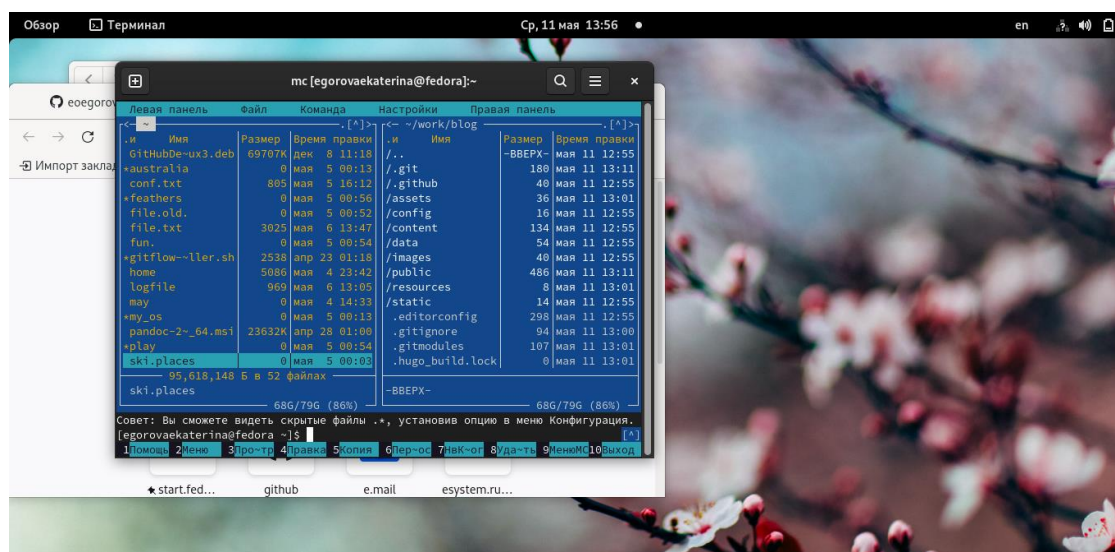 Обзор Терминал Ср, 11 мая 13:56 en
mc [egorovaekaterina@fedora]:~
eoegorov
Импорт заклад
Левая панель Файл Команда Настройки Правая панель
<- ~ .[^]> <- ~/work/blog .[^]>
.и Имя Размер Время правки .и Имя Размер Время правки
GitHubDe~ux3.deb 69707K дек 8 11:18 /.. -ВВЕРХ- мая 11 12:55
*australia 0 мая 5 00:13 /.git 180 мая 11 13:11
conf.txt 805 мая 5 16:12 /.github 40 мая 11 12:55
*feathers 0 мая 5 00:56 /assets 36 мая 11 13:01
file.old. 0 мая 5 00:52 /config 16 мая 11 12:55
file.txt 3025 мая 6 13:47 /content 134 мая 11 12:55
fun. 0 мая 5 00:54 /data 54 мая 11 12:55
*gitflow-~ller.sh 2538 апр 23 01:18 /images 40 мая 11 12:55
home 5086 мая 4 23:42 /public 486 мая 11 13:11
logfile 969 мая 6 13:05 /resources 8 мая 11 13:01
may 0 мая 4 14:33 /static 14 мая 11 12:55
*my_os 0 мая 5 00:13 .editorconfig 298 мая 11 12:55
pandoc-2~_64.msi 23632K апр 28 01:00 .gitignore 94 мая 11 13:00
*play 0 мая 5 00:54 .gitmodules 107 мая 11 13:01
ski.places 0 мая 5 00:03 .hugo_build.lock 0 мая 11 13:01
95,618,148 Б в 52 файлах
ski.places -ВВЕРХ-
68G/79G (86%) 68G/79G (86%)
Совет: Вы сможете видеть скрытые файлы .*, установив опцию в меню Конфигурация.
[egorovaekaterina@fedora ~]$ [^]
1Помощь 2Меню 3Про~тр 4Правка 5Копия 6Пер~ос 7НвК~ог 8Уда~ть 9МенюMC 10Выход
start.fed... github e.mail esystem.ru...